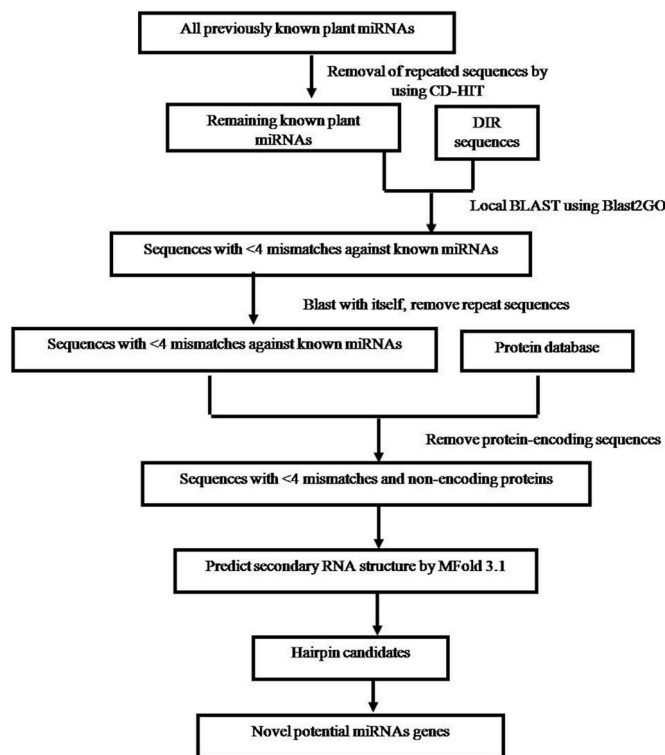 All previously known plant miRNAs
Removal of repeated sequences by
using CD-HIT
Remaining known plant
miRNAs
DIR
sequences
Local BLAST using Blast2GO
Sequences with <4 mismatches against known miRNAs
Blast with itself, remove repeat sequences
Sequences with <4 mismatches against known miRNAs
Protein database
Remove protein-encoding sequences
Sequences with <4 mismatches and non-encoding proteins
Predict secondary RNA structure by MFold 3.1
Hairpin candidates
Novel potential miRNAs genes